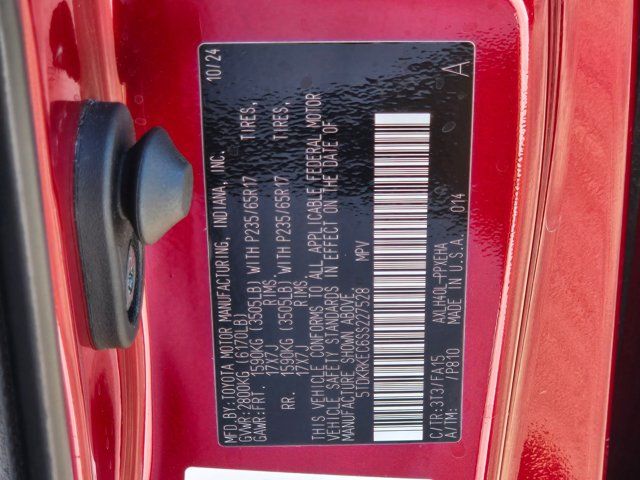 MFD.BY:TOYOTA MOTOR MANUFACTURING, INDIANA, INC. 10/24
GVWR:2800KG (6170LB)
GAWR:FRT. 1590KG (3505LB) WITH P235/65R17 TIRES,
17X7J RIMS
RR. 1590KG (3505LB) WITH P235/65R17 TIRES,
17X7J RIMS
THIS VEHICLE CONFORMS TO ALL APPLICABLE FEDERAL MOTOR
VEHICLE SAFETY STANDARDS IN EFFECT ON THE DATE OF
MANUFACTURE SHOWN ABOVE.
5TDKRKEC6SS227528 MPV
C/TR:3T3/FA15 AXLH40L-PPXEHA
A/TM: /P810 MADE IN U.S.A. 014 A